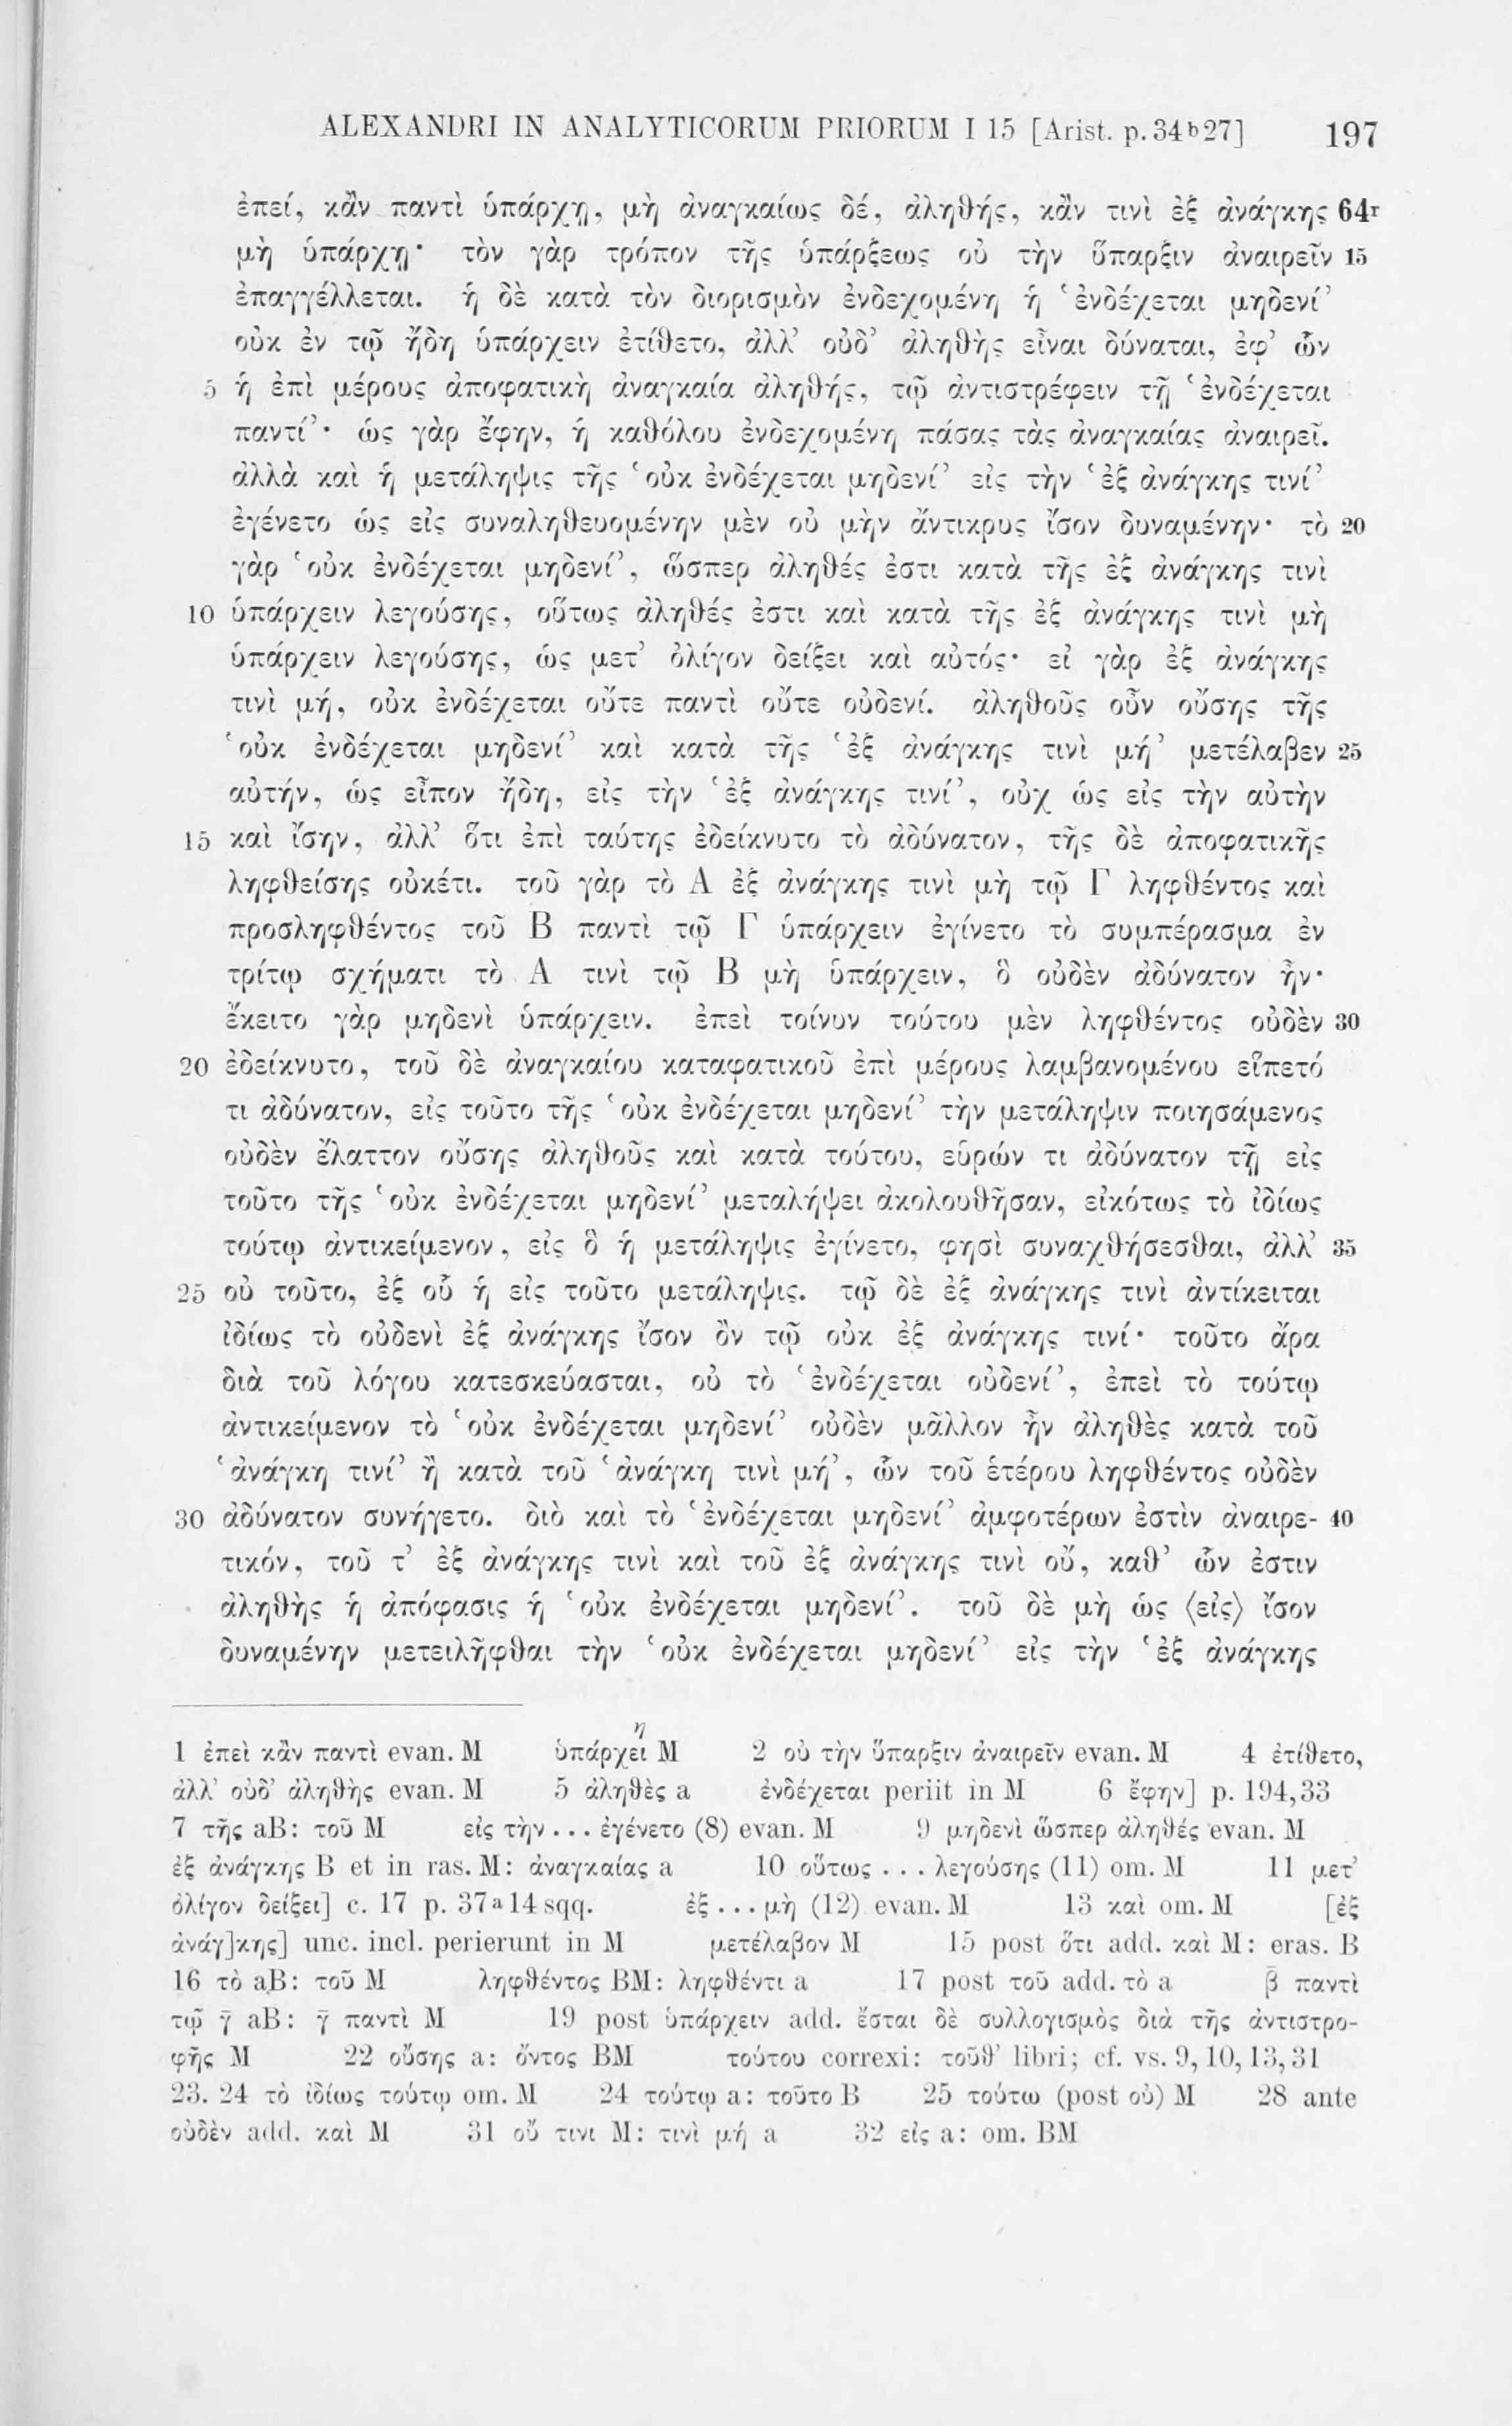 ALEXANDRI IN ANALYTICORUM PRIORUM I 15 [Arist. p. 34ᵇ27] 197
ἐπεί, κἂν παντὶ ὑπάρχῃ, μὴ ἀναγκαίως δέ, ἀληθής, κἂν τινὶ ἐξ ἀνάγκης 64ʳ
μὴ ὑπάρχῃ· τὸν γὰρ τρόπον τῆς ὑπάρξεως οὐ τὴν ὕπαρξιν ἀναιρεῖν 15
ἐπαγγέλλεται. ἡ δὲ κατὰ τὸν διορισμὸν ἐνδεχομένη ἡ ‘ἐνδέχεται μηδενί’
οὐκ ἐν τῷ ἤδη ὑπάρχειν ἐτίθετο, ἀλλ’ οὐδ’ ἀληθὴς εἶναι δύναται, ἐφ’ ὧν
5 ἡ ἐπὶ μέρους ἀποφατικὴ ἀναγκαία ἀληθής, τῷ ἀντιστρέφειν τῇ ‘ἐνδέχεται
παντί’· ὡς γὰρ ἔφην, ἡ καθόλου ἐνδεχομένη πάσας τὰς ἀναγκαίας ἀναιρεῖ.
ἀλλὰ καὶ ἡ μετάληψις τῆς ‘οὐκ ἐνδέχεται μηδενί’ εἰς τὴν ‘ἐξ ἀνάγκης τινί’
ἐγένετο ὡς εἰς συναληθευομένην μὲν οὐ μὴν ἄντικρυς ἴσον δυναμένην· τὸ 20
γὰρ ‘οὐκ ἐνδέχεται μηδενί’, ὥσπερ ἀληθές ἐστι κατὰ τῆς ἐξ ἀνάγκης τινὶ
10 ὑπάρχειν λεγούσης, οὕτως ἀληθές ἐστι καὶ κατὰ τῆς ἐξ ἀνάγκης τινὶ μὴ
ὑπάρχειν λεγούσης, ὡς μετ’ ὀλίγον δείξει καὶ αὐτός· εἰ γὰρ ἐξ ἀνάγκης
τινὶ μή, οὐκ ἐνδέχεται οὔτε παντὶ οὔτε οὐδενί. ἀληθοῦς οὖν οὔσης τῆς
‘οὐκ ἐνδέχεται μηδενί’ καὶ κατὰ τῆς ‘ἐξ ἀνάγκης τινὶ μή’ μετέλαβεν 25
αὐτήν, ὡς εἶπον ἤδη, εἰς τὴν ‘ἐξ ἀνάγκης τινί’, οὐχ ὡς εἰς τὴν αὐτὴν
15 καὶ ἴσην, ἀλλ’ ὅτι ἐπὶ ταύτης ἐδείκνυτο τὸ ἀδύνατον, τῆς δὲ ἀποφατικῆς
ληφθείσης οὐκέτι. τοῦ γὰρ τὸ Α ἐξ ἀνάγκης τινὶ μὴ τῷ Γ ληφθέντος καὶ
προσληφθέντος τοῦ Β παντὶ τῷ Γ ὑπάρχειν ἐγίνετο τὸ συμπέρασμα ἐν
τρίτῳ σχήματι τὸ Α τινὶ τῷ Β μὴ ὑπάρχειν, ὃ οὐδὲν ἀδύνατον ἦν·
ἔκειτο γὰρ μηδενὶ ὑπάρχειν. ἐπεὶ τοίνυν τούτου μὲν ληφθέντος οὐδὲν 30
20 ἐδείκνυτο, τοῦ δὲ ἀναγκαίου καταφατικοῦ ἐπὶ μέρους λαμβανομένου εἵπετό
τι ἀδύνατον, εἰς τοῦτο τῆς ‘οὐκ ἐνδέχεται μηδενί’ τὴν μετάληψιν ποιησάμενος
οὐδὲν ἔλαττον οὔσης ἀληθοῦς καὶ κατὰ τούτου, εὑρών τι ἀδύνατον τῇ εἰς
τοῦτο τῆς ‘οὐκ ἐνδέχεται μηδενί’ μεταλήψει ἀκολουθῆσαν, εἰκότως τὸ ἰδίως
τούτῳ ἀντικείμενον, εἰς ὃ ἡ μετάληψις ἐγίνετο, φησὶ συναχθήσεσθαι, ἀλλ’ 35
25 οὐ τοῦτο, ἐξ οὗ ἡ εἰς τοῦτο μετάληψις. τῷ δὲ ἐξ ἀνάγκης τινὶ ἀντίκειται
ἰδίως τὸ οὐδενὶ ἐξ ἀνάγκης ἴσον ὂν τῷ οὐκ ἐξ ἀνάγκης τινί· τοῦτο ἄρα
διὰ τοῦ λόγου κατεσκεύασται, οὐ τὸ ‘ἐνδέχεται οὐδενί’, ἐπεὶ τὸ τούτῳ
ἀντικείμενον τὸ ‘οὐκ ἐνδέχεται μηδενί’ οὐδὲν μᾶλλον ἦν ἀληθὲς κατὰ τοῦ
‘ἀνάγκη τινί’ ἢ κατὰ τοῦ ‘ἀνάγκη τινὶ μή’, ὧν τοῦ ἑτέρου ληφθέντος οὐδὲν
30 ἀδύνατον συνήγετο. διὸ καὶ τὸ ‘ἐνδέχεται μηδενί’ ἀμφοτέρων ἐστὶν ἀναιρε- 40
τικόν, τοῦ τ’ ἐξ ἀνάγκης τινὶ καὶ τοῦ ἐξ ἀνάγκης τινὶ οὔ, καθ’ ὧν ἐστιν
ἀληθὴς ἡ ἀπόφασις ἡ ‘οὐκ ἐνδέχεται μηδενί’. τοῦ δὲ μὴ ὡς ⟨εἰς⟩ ἴσον
δυναμένην μετειλῆφθαι τὴν ‘οὐκ ἐνδέχεται μηδενί’ εἰς τὴν ‘ἐξ ἀνάγκης
1 ἐπεὶ κἂν παντὶ evan. M ὑπάρχει M (η supra) 2 οὐ τὴν ὕπαρξιν ἀναιρεῖν evan. M 4 ἐτίθετο,
ἀλλ’ οὐδ’ ἀληθὴς evan. M 5 ἀληθὲς a ἐνδέχεται periit in M 6 ἔφην] p. 194,33
7 τῆς aB: τοῦ M εἰς τὴν . . . ἐγένετο (8) evan. M 9 μηδενὶ ὥσπερ ἀληθές evan. M
ἐξ ἀνάγκης B et in ras. M: ἀναγκαίας a 10 οὕτως . . . λεγούσης (11) om. M 11 μετ’
ὀλίγον δείξει] c. 17 p. 37ᵃ14 sqq. ἐξ . . . μὴ (12) evan. M 13 καὶ om. M [ἐξ
ἀνάγ]κης] unc. incl. perierunt in M μετέλαβον M 15 post ὅτι add. καὶ M: eras. B
16 τὸ aB: τοῦ M ληφθέντος BM: ληφθέντι a 17 post τοῦ add. τὸ a β̄ παντὶ
τῷ γ̄ aB: γ̄ παντὶ M 19 post ὑπάρχειν add. ἔσται δὲ συλλογισμὸς διὰ τῆς ἀντιστρο-
φῆς M 22 οὔσης a: ὄντος BM τούτου correxi: τοῦθ’ libri; cf. vs. 9, 10, 13, 31
23. 24 τὸ ἰδίως τούτῳ om. M 24 τούτῳ a: τοῦτο B 25 τούτω (post οὐ) M 28 ante
οὐδὲν add. καὶ M 31 οὔ τινι M: τινὶ μή a 32 εἰς a: om. BM